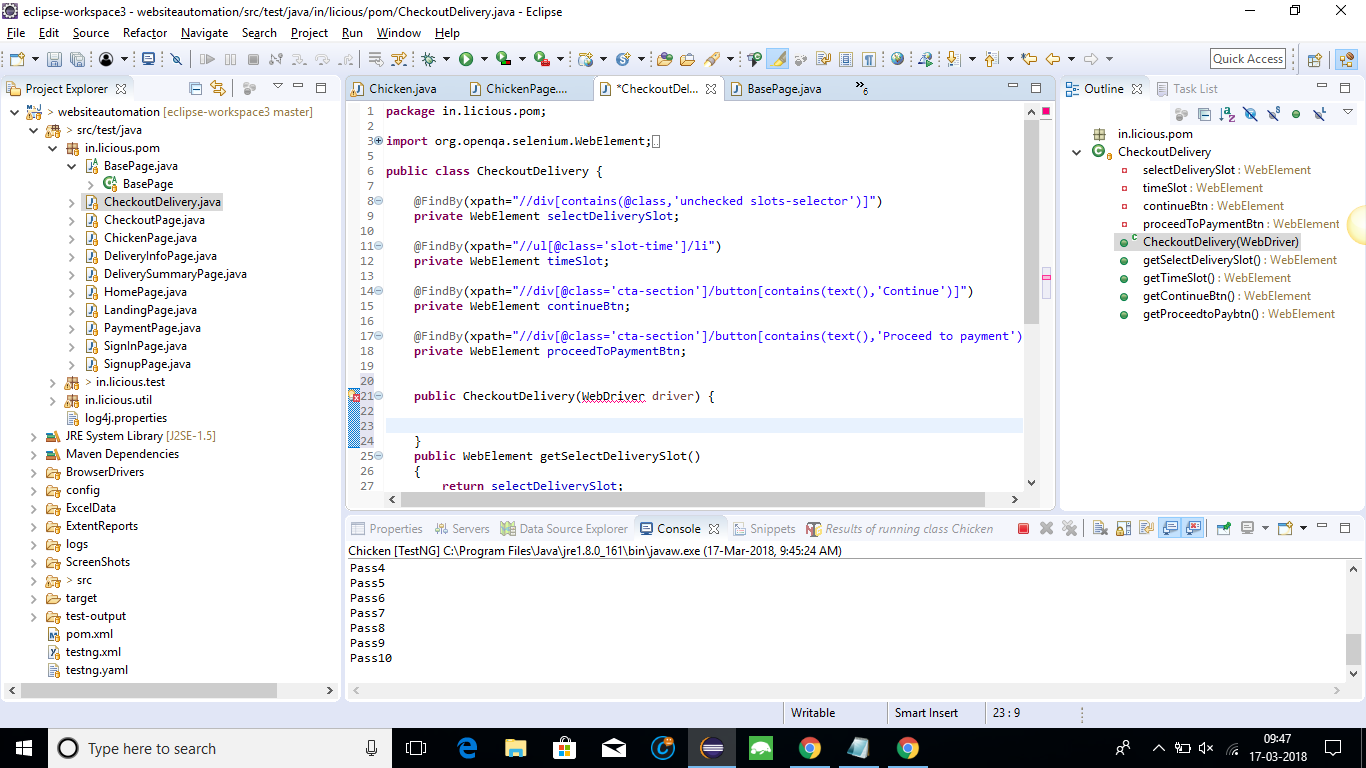 eclipse-workspace3 - websiteautomation/src/test/java/in/licious/pom/CheckoutDelivery.java - Eclipse
File Edit Source Refactor Navigate Search Project Run Window Help
Quick Access
Project Explorer
> websiteautomation [eclipse-workspace3 master]
> src/test/java
in.licious.pom
BasePage.java
BasePage
CheckoutDelivery.java
CheckoutPage.java
ChickenPage.java
DeliveryInfoPage.java
DeliverySummaryPage.java
HomePage.java
LandingPage.java
PaymentPage.java
SignInPage.java
SignupPage.java
> in.licious.test
in.licious.util
log4j.properties
JRE System Library [J2SE-1.5]
Maven Dependencies
BrowserDrivers
config
ExcelData
ExtentReports
logs
ScreenShots
> src
target
test-output
pom.xml
testng.xml
testng.yaml
Chicken.java ChickenPage.... *CheckoutDel... BasePage.java »6
1 package in.licious.pom;
2
3 import org.openqa.selenium.WebElement;
5
6 public class CheckoutDelivery {
7
8 @FindBy(xpath="//div[contains(@class,'unchecked slots-selector')]")
9 private WebElement selectDeliverySlot;
10
11 @FindBy(xpath="//ul[@class='slot-time']/li")
12 private WebElement timeSlot;
13
14 @FindBy(xpath="//div[@class='cta-section']/button[contains(text(),'Continue')]")
15 private WebElement continueBtn;
16
17 @FindBy(xpath="//div[@class='cta-section']/button[contains(text(),'Proceed to payment')
18 private WebElement proceedToPaymentBtn;
19
20
21 public CheckoutDelivery(WebDriver driver) {
22
23
24 }
25 public WebElement getSelectDeliverySlot()
26 {
27 return selectDeliverySlot;
Outline Task List
in.licious.pom
CheckoutDelivery
selectDeliverySlot : WebElement
timeSlot : WebElement
continueBtn : WebElement
proceedToPaymentBtn : WebElement
CheckoutDelivery(WebDriver)
getSelectDeliverySlot() : WebElement
getTimeSlot() : WebElement
getContinueBtn() : WebElement
getProceedtoPaybtn() : WebElement
Properties Servers Data Source Explorer Console Snippets Results of running class Chicken
Chicken [TestNG] C:\Program Files\Java\jre1.8.0_161\bin\javaw.exe (17-Mar-2018, 9:45:24 AM)
Pass4
Pass5
Pass6
Pass7
Pass8
Pass9
Pass10
Writable Smart Insert 23 : 9
Type here to search
09:47
17-03-2018